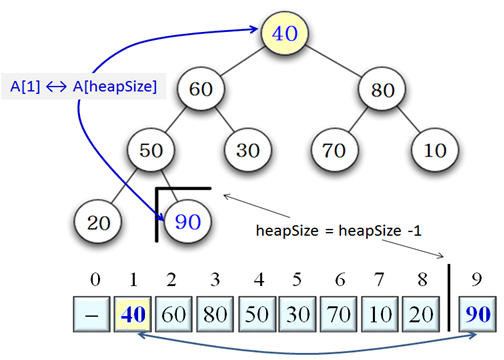 40
A[1] ↔ A[heapSize]
60 80
50 30 70 10
20 90
heapSize = heapSize -1
0 1 2 3 4 5 6 7 8 9
– 40 60 80 50 30 70 10 20 90